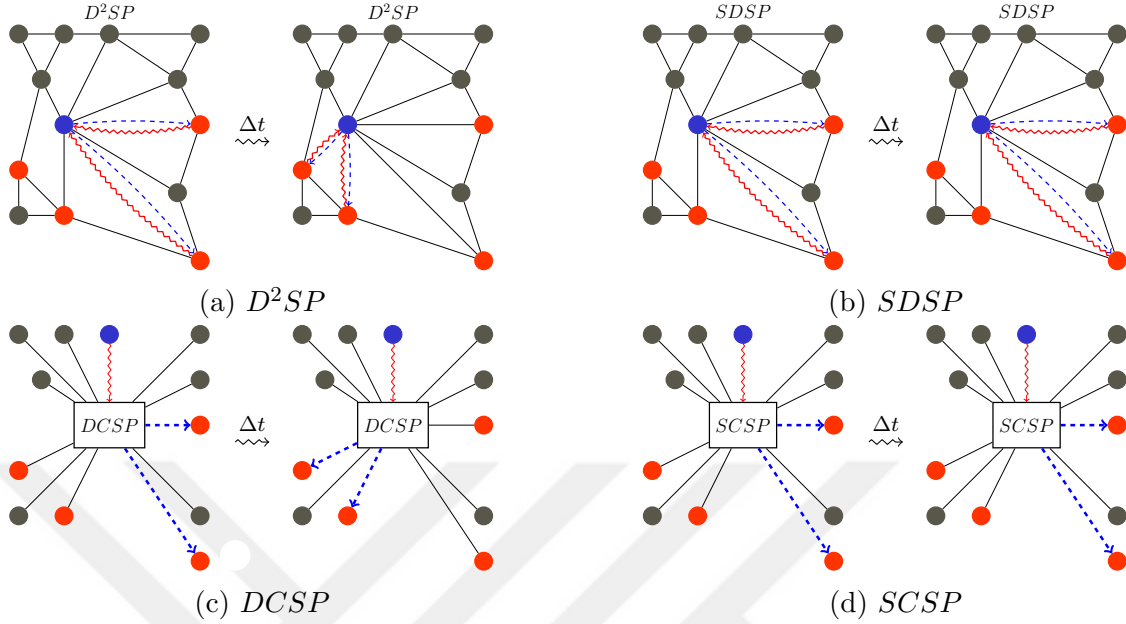 D²SP D²SP SDSP SDSP
Δt Δt
(a) D²SP (b) SDSP
DCSP Δt DCSP SCSP Δt SCSP
(c) DCSP (d) SCSP